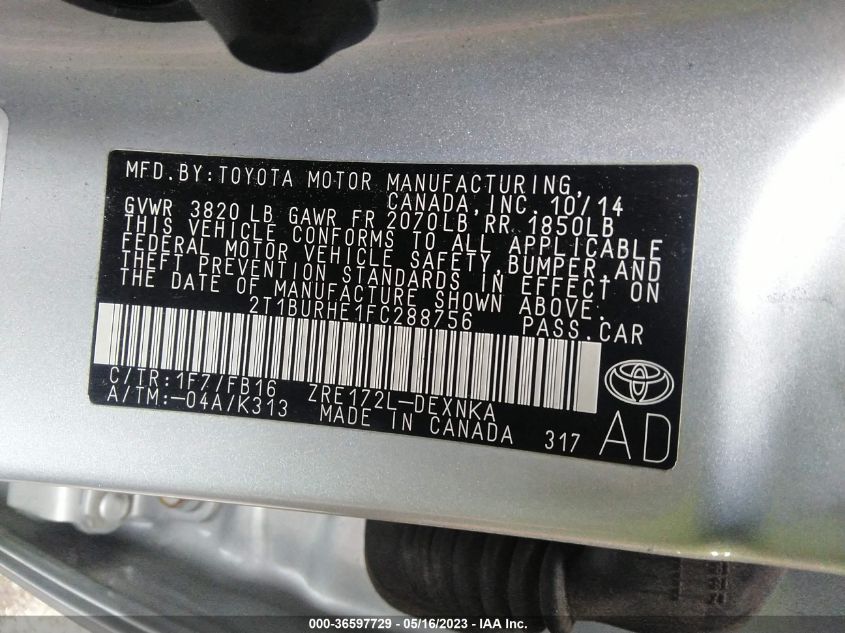 MFD.BY:TOYOTA MOTOR MANUFACTURING,
CANADA, INC. 10/14
GVWR 3820 LB GAWR FR 2070LB RR 1850LB
THIS VEHICLE CONFORMS TO ALL APPLICABLE
FEDERAL MOTOR VEHICLE SAFETY,BUMPER,AND
THEFT PREVENTION STANDARDS IN EFFECT ON
THE DATE OF MANUFACTURE SHOWN ABOVE.
2T1BURHE1FC288756 PASS.CAR
C/TR:1F7/FB16 ZRE172L-DEXNKA
A/TM:-04A/K313 MADE IN CANADA 317 AD
000-36597729 - 05/16/2023 - IAA Inc.